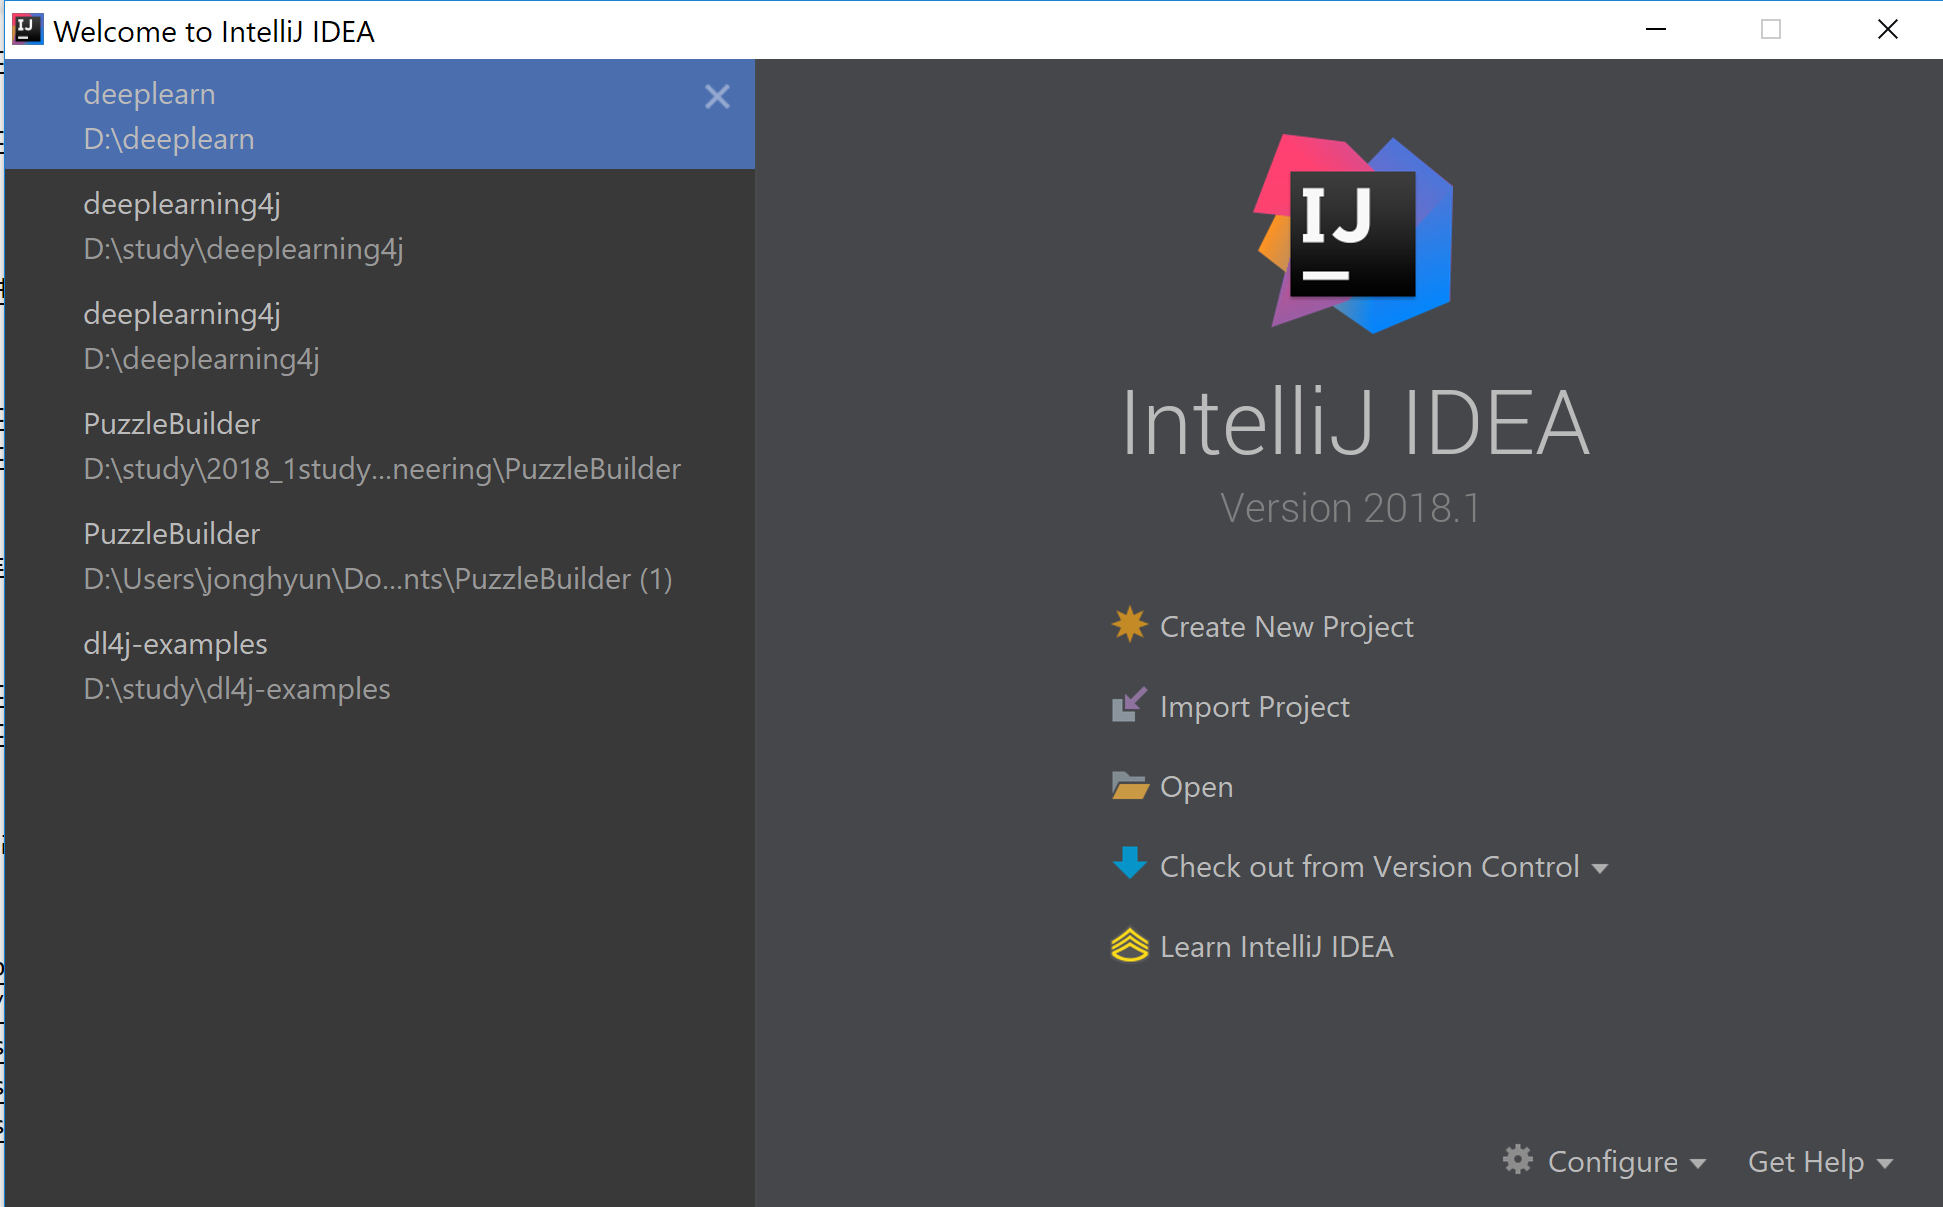 Welcome to IntelliJ IDEA
deeplearn
D:\deeplearn
deeplearning4j
D:\study\deeplearning4j
deeplearning4j
D:\deeplearning4j
PuzzleBuilder
D:\study\2018_1study...neering\PuzzleBuilder
PuzzleBuilder
D:\Users\jonghyun\Do...nts\PuzzleBuilder (1)
dl4j-examples
D:\study\dl4j-examples
IJ
IntelliJ IDEA
Version 2018.1
Create New Project
Import Project
Open
Check out from Version Control
Learn IntelliJ IDEA
Configure
Get Help